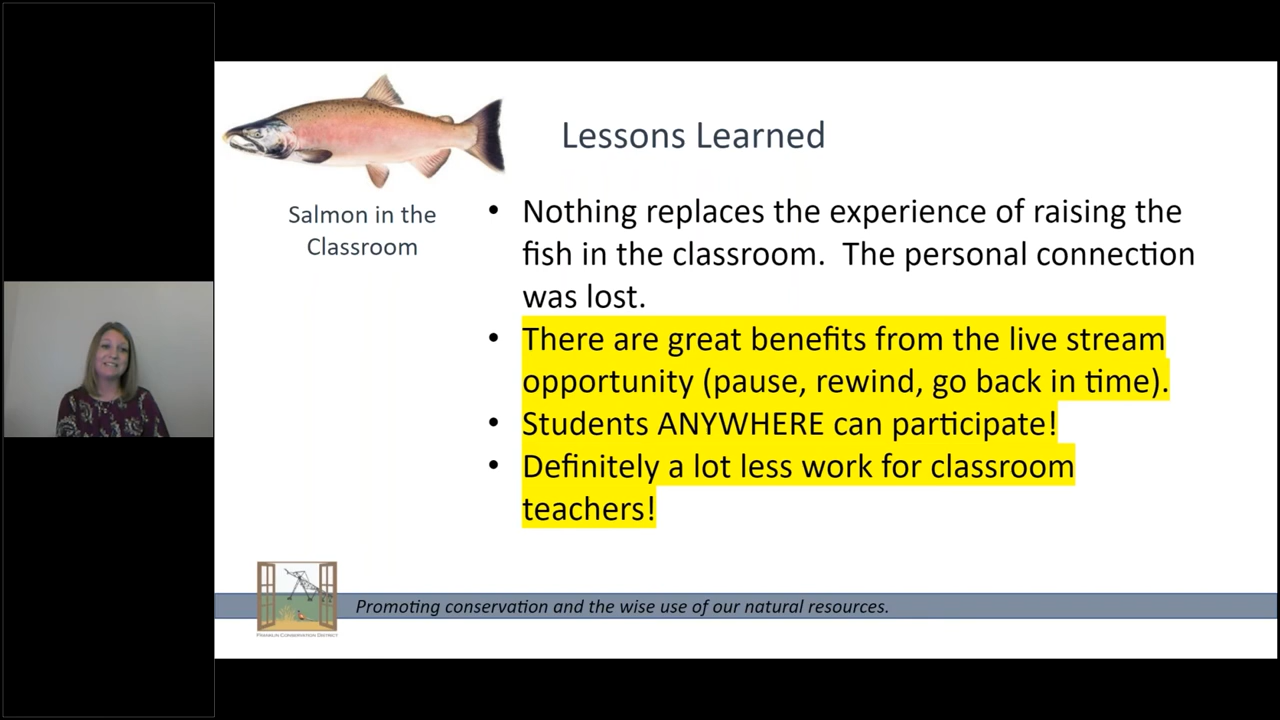 Lessons Learned
Salmon in the
Classroom
• Nothing replaces the experience of raising the
fish in the classroom.  The personal connection
was lost.
• There are great benefits from the live stream
opportunity (pause, rewind, go back in time).
• Students ANYWHERE can participate!
• Definitely a lot less work for classroom
teachers!
Promoting conservation and the wise use of our natural resources.
FRANKLIN CONSERVATION DISTRICT